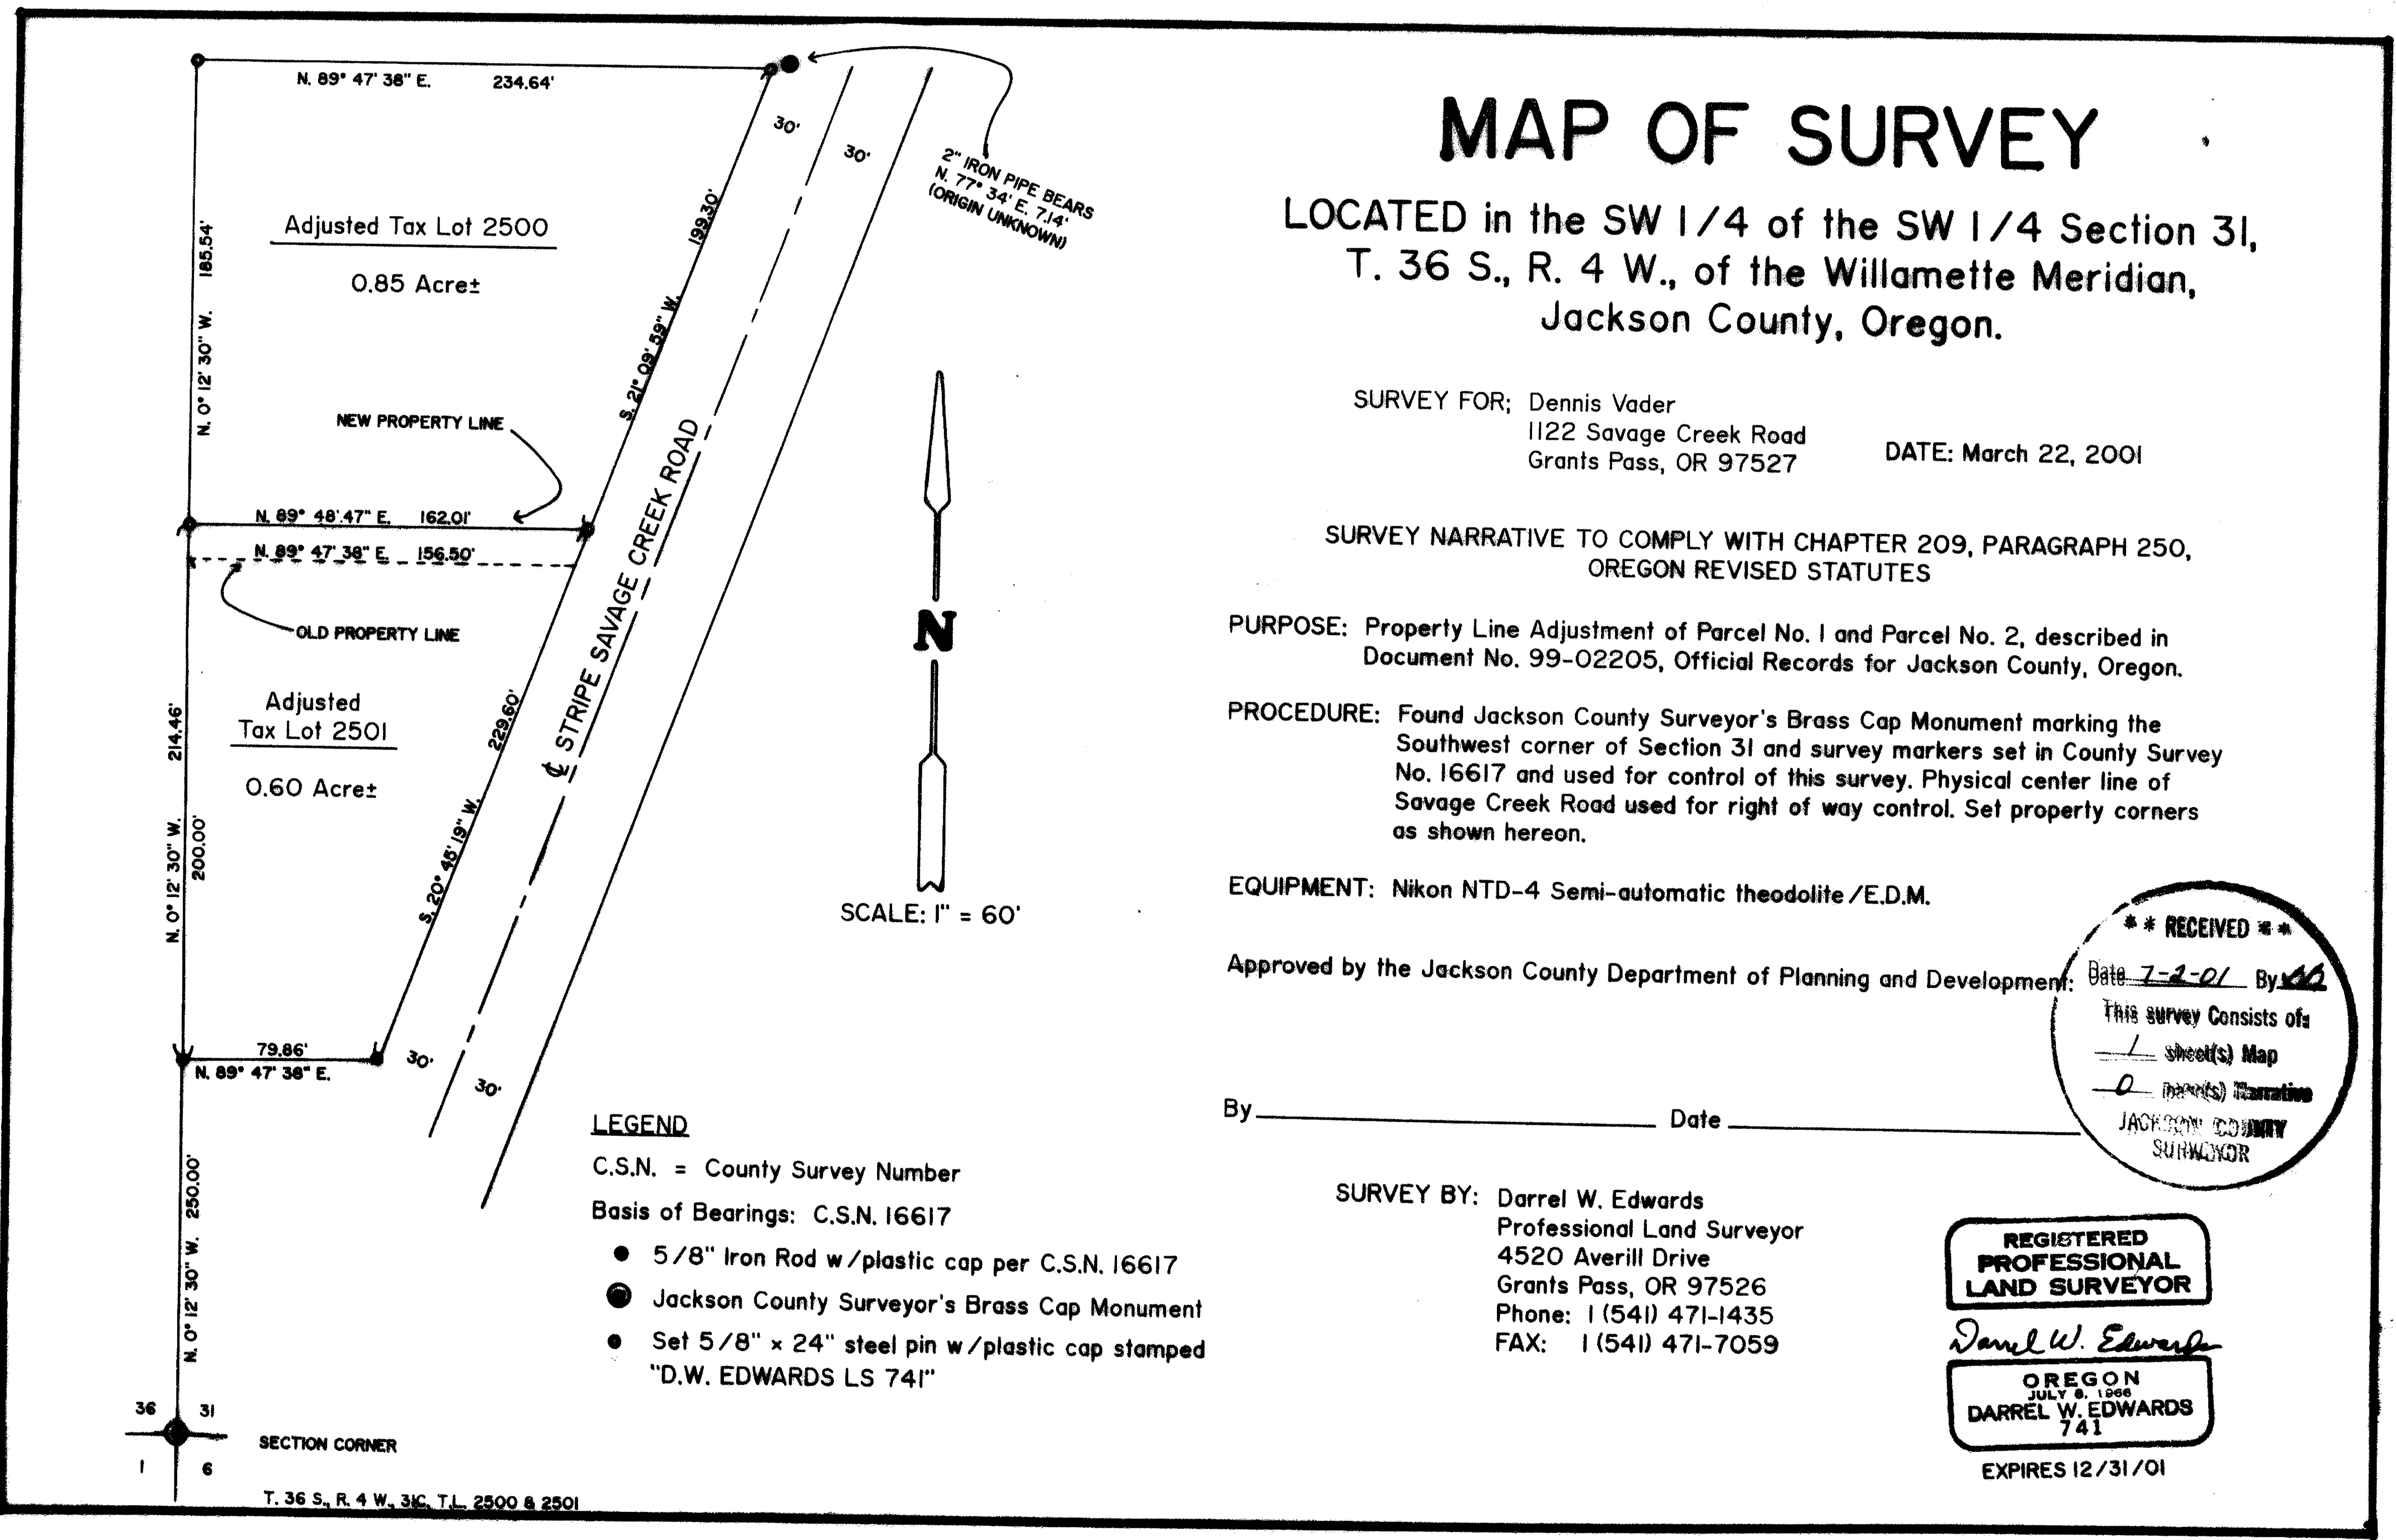 N. 89° 47' 38" E. 234.64'
30'
30'
2" IRON PIPE BEARS
N. 77° 34' E. 7.14'
(ORIGIN UNKNOWN)
Adjusted Tax Lot 2500
0.85 Acre±
N. 0° 12' 30" W. 185.54'
S. 21° 09' 59" W. 199.30'
NEW PROPERTY LINE
N. 89° 48'.47" E. 162.01'
N. 89° 47' 38" E. 156.50'
OLD PROPERTY LINE
℄ STRIPE SAVAGE CREEK ROAD
Adjusted
Tax Lot 2501
0.60 Acre±
N. 0° 12' 30" W. 214.46'
200.00'
S. 20° 45' 19" W. 229.60'
79.86'
N. 89° 47' 38" E.
30'
30'
N. 0° 12' 30" W. 250.00'
36 31
1 6
SECTION CORNER
T. 36 S., R. 4 W., 31C, T.L. 2500 & 2501
N
SCALE: 1" = 60'
LEGEND
C.S.N. = County Survey Number
Basis of Bearings: C.S.N. 16617
5/8" Iron Rod w/plastic cap per C.S.N. 16617
Jackson County Surveyor's Brass Cap Monument
Set 5/8" x 24" steel pin w/plastic cap stamped
"D.W. EDWARDS LS 741"
MAP OF SURVEY
LOCATED in the SW 1/4 of the SW 1/4 Section 31,
T. 36 S., R. 4 W., of the Willamette Meridian,
Jackson County, Oregon.
SURVEY FOR; Dennis Vader
1122 Savage Creek Road
Grants Pass, OR 97527
DATE: March 22, 2001
SURVEY NARRATIVE TO COMPLY WITH CHAPTER 209, PARAGRAPH 250,
OREGON REVISED STATUTES
PURPOSE: Property Line Adjustment of Parcel No. 1 and Parcel No. 2, described in
Document No. 99-02205, Official Records for Jackson County, Oregon.
PROCEDURE: Found Jackson County Surveyor's Brass Cap Monument marking the
Southwest corner of Section 31 and survey markers set in County Survey
No. 16617 and used for control of this survey. Physical center line of
Savage Creek Road used for right of way control. Set property corners
as shown hereon.
EQUIPMENT: Nikon NTD-4 Semi-automatic theodolite/E.D.M.
Approved by the Jackson County Department of Planning and Development:
By Date
* * RECEIVED * *
Date 7-2-01 By
This survey Consists of:
1 sheet(s) Map
0 Narrative
JACKSON COUNTY
SURVEYOR
SURVEY BY: Darrel W. Edwards
Professional Land Surveyor
4520 Averill Drive
Grants Pass, OR 97526
Phone: 1 (541) 471-1435
FAX: 1 (541) 471-7059
REGISTERED
PROFESSIONAL
LAND SURVEYOR
Darrel W. Edwards
OREGON
JULY 8, 1966
DARREL W. EDWARDS
741
EXPIRES 12/31/01